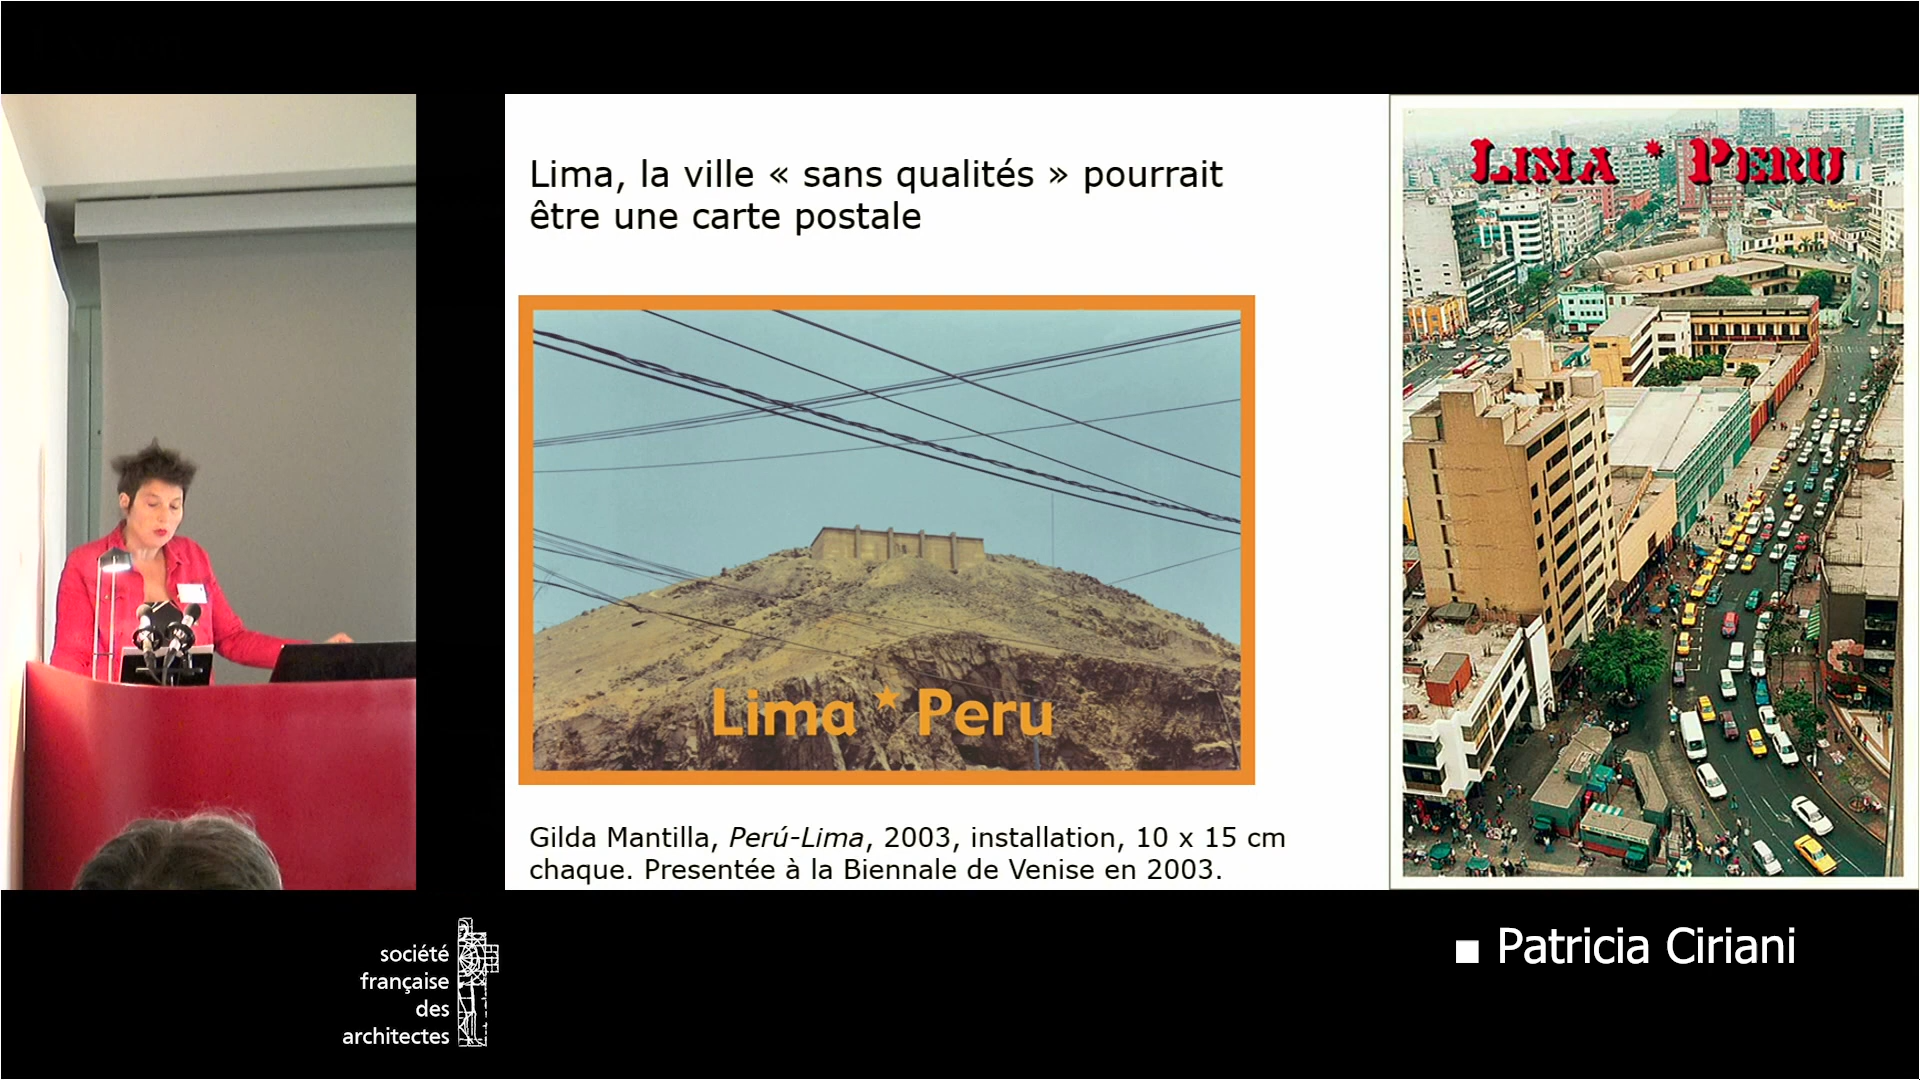 Lima, la ville « sans qualités » pourrait
être une carte postale
Lima * Peru
Gilda Mantilla, Perú-Lima, 2003, installation, 10 x 15 cm
chaque. Presentée à la Biennale de Venise en 2003.
LIMA * PERU
société
française
des
architectes
■ Patricia Ciriani